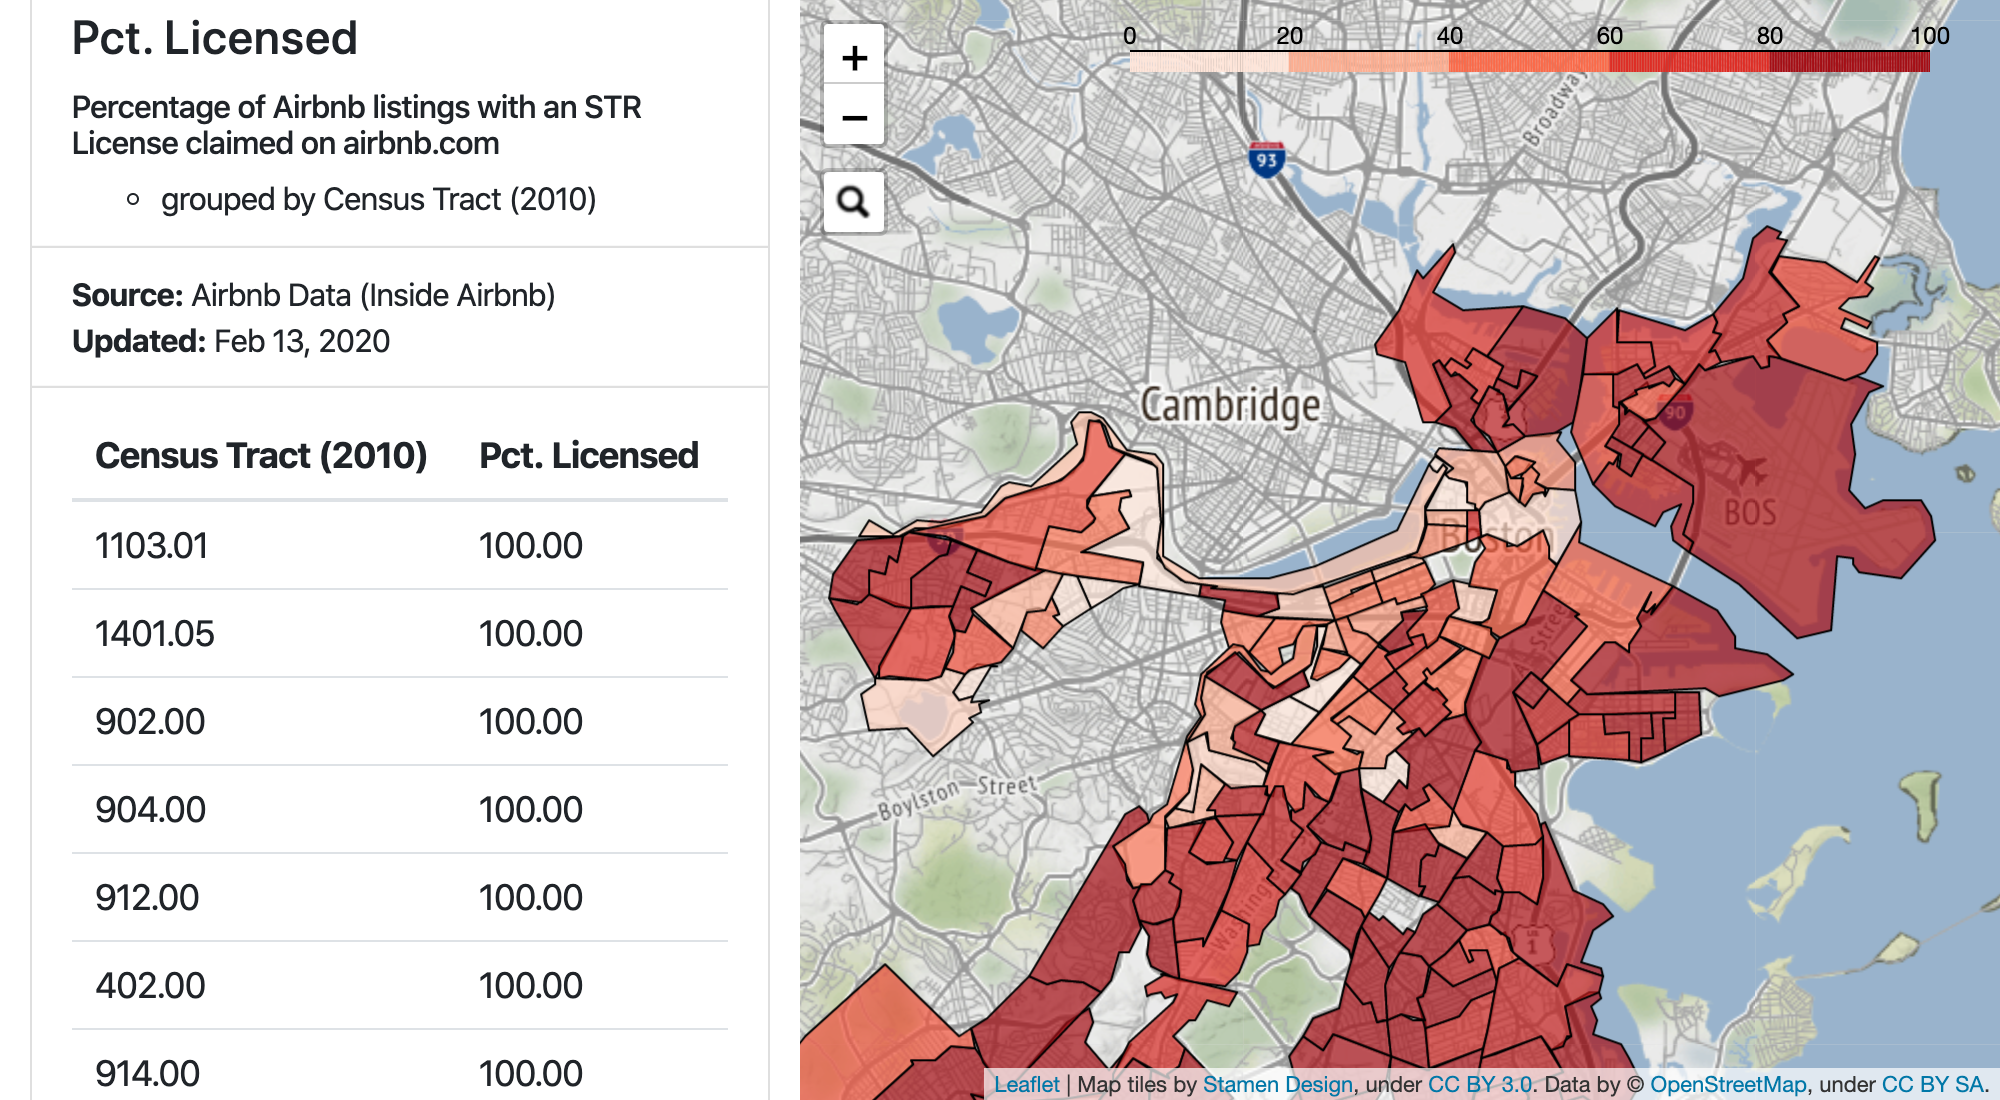 Pct. Licensed
Percentage of Airbnb listings with an STR
License claimed on airbnb.com
grouped by Census Tract (2010)
Source: Airbnb Data (Inside Airbnb)
Updated: Feb 13, 2020
Census Tract (2010) Pct. Licensed
1103.01 100.00
1401.05 100.00
902.00 100.00
904.00 100.00
912.00 100.00
402.00 100.00
914.00 100.00
+
−
0 20 40 60 80 100
Broadway
93
Cambridge
90
BOS
Boston
Boylston Street
1
Leaflet | Map tiles by Stamen Design, under CC BY 3.0. Data by © OpenStreetMap, under CC BY SA.